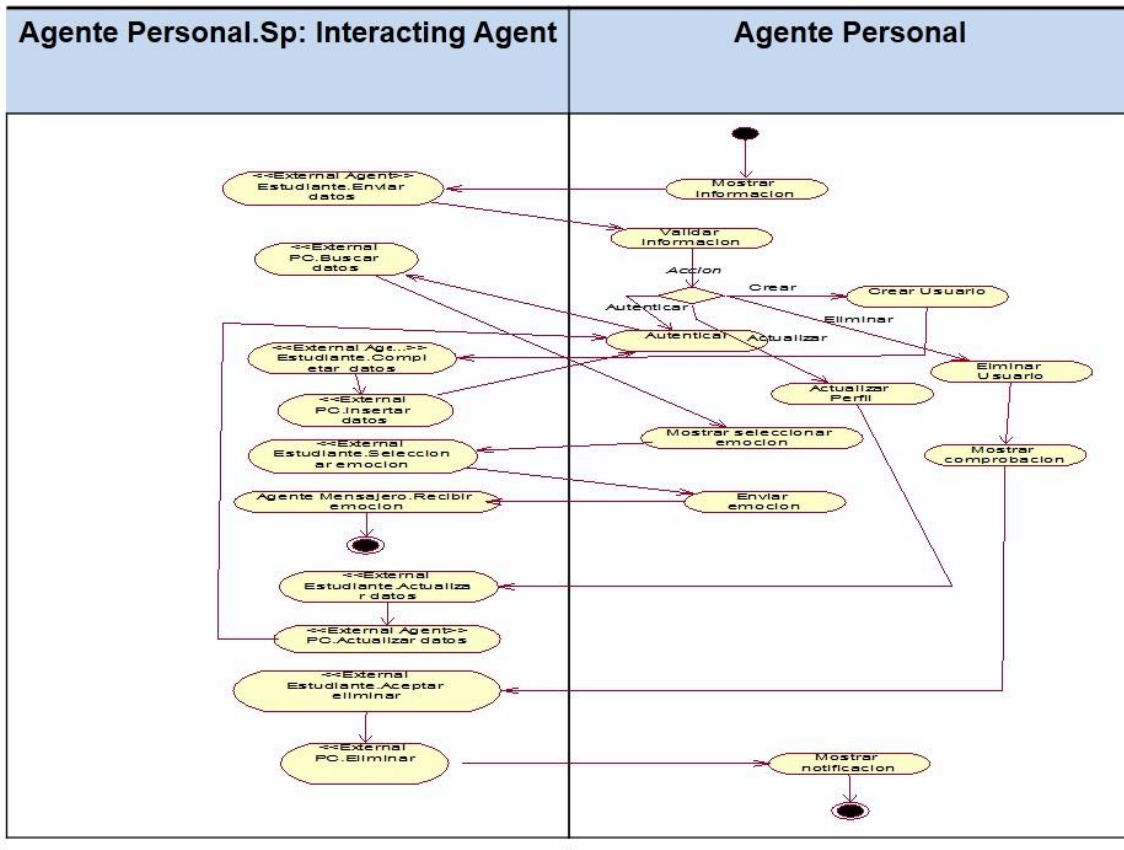 Agente Personal.Sp: Interacting Agent
Agente Personal
<<External Agent>>
Estudiante.Enviar
datos
Mostrar
Informacion
Validar
Informacion
<<External
PC.Buscar
datos
Accion
Crear
Crear Usuario
Autenticar
Eliminar
Autenticar
Actualizar
<<External Age...>>
Estudiante.Compl
etar datos
Elminar
Usuario
Actualizar
Perfil
<<External
PC.Insertar
datos
Mostrar seleccionar
emocion
<<External
Estudiante.Seleccion
ar emocion
Mostrar
comprobacion
Agente Mensajero.Recibir
emocion
Enviar
emocion
<<External
Estudiante.Actualiza
r datos
<<External Agent>>
PC.Actualizar datos
<<External
Estudiante.Aceptar
eliminar
<<External
PC.Eliminar
Mostrar
notificacion